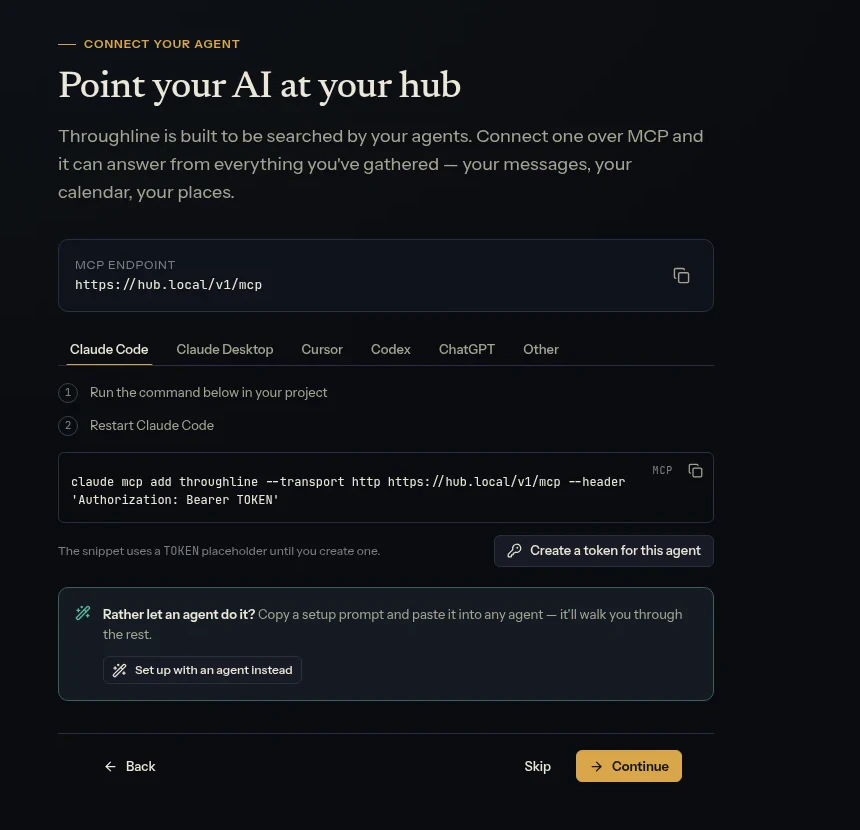 CONNECT YOUR AGENT
Point your AI at your hub
Throughline is built to be searched by your agents. Connect one over MCP and
it can answer from everything you've gathered — your messages, your
calendar, your places.
MCP ENDPOINT
https://hub.local/v1/mcp
Claude Code Claude Desktop Cursor Codex ChatGPT Other
1 Run the command below in your project
2 Restart Claude Code
MCP
claude mcp add throughline --transport http https://hub.local/v1/mcp --header
'Authorization: Bearer TOKEN'
The snippet uses a TOKEN placeholder until you create one.
Create a token for this agent
Rather let an agent do it? Copy a setup prompt and paste it into any agent — it'll walk you through
the rest.
Set up with an agent instead
Back Skip Continue